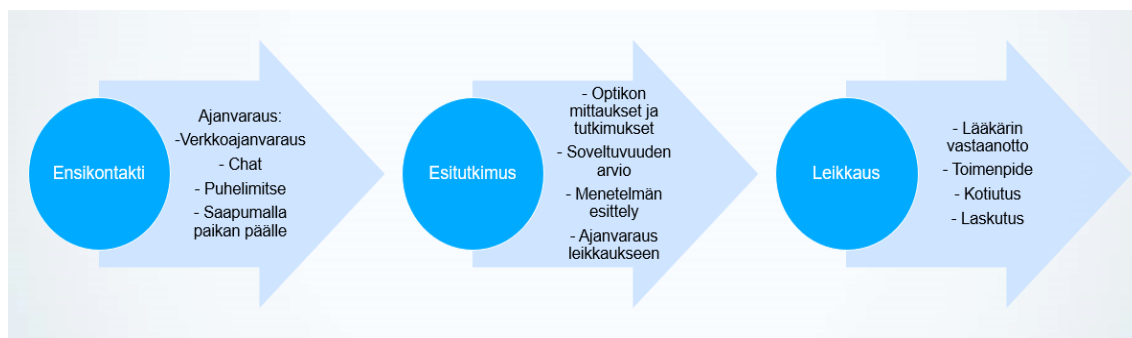 Ensikontakti
Ajanvaraus:
-Verkkoajanvaraus
- Chat
- Puhelimitse
- Saapumalla
paikan päälle
Esitutkimus
- Optikon
mittaukset ja
tutkimukset
- Soveltuvuuden
arvio
- Menetelmän
esittely
- Ajanvaraus
leikkaukseen
Leikkaus
- Lääkärin
vastaanotto
- Toimenpide
- Kotiutus
- Laskutus